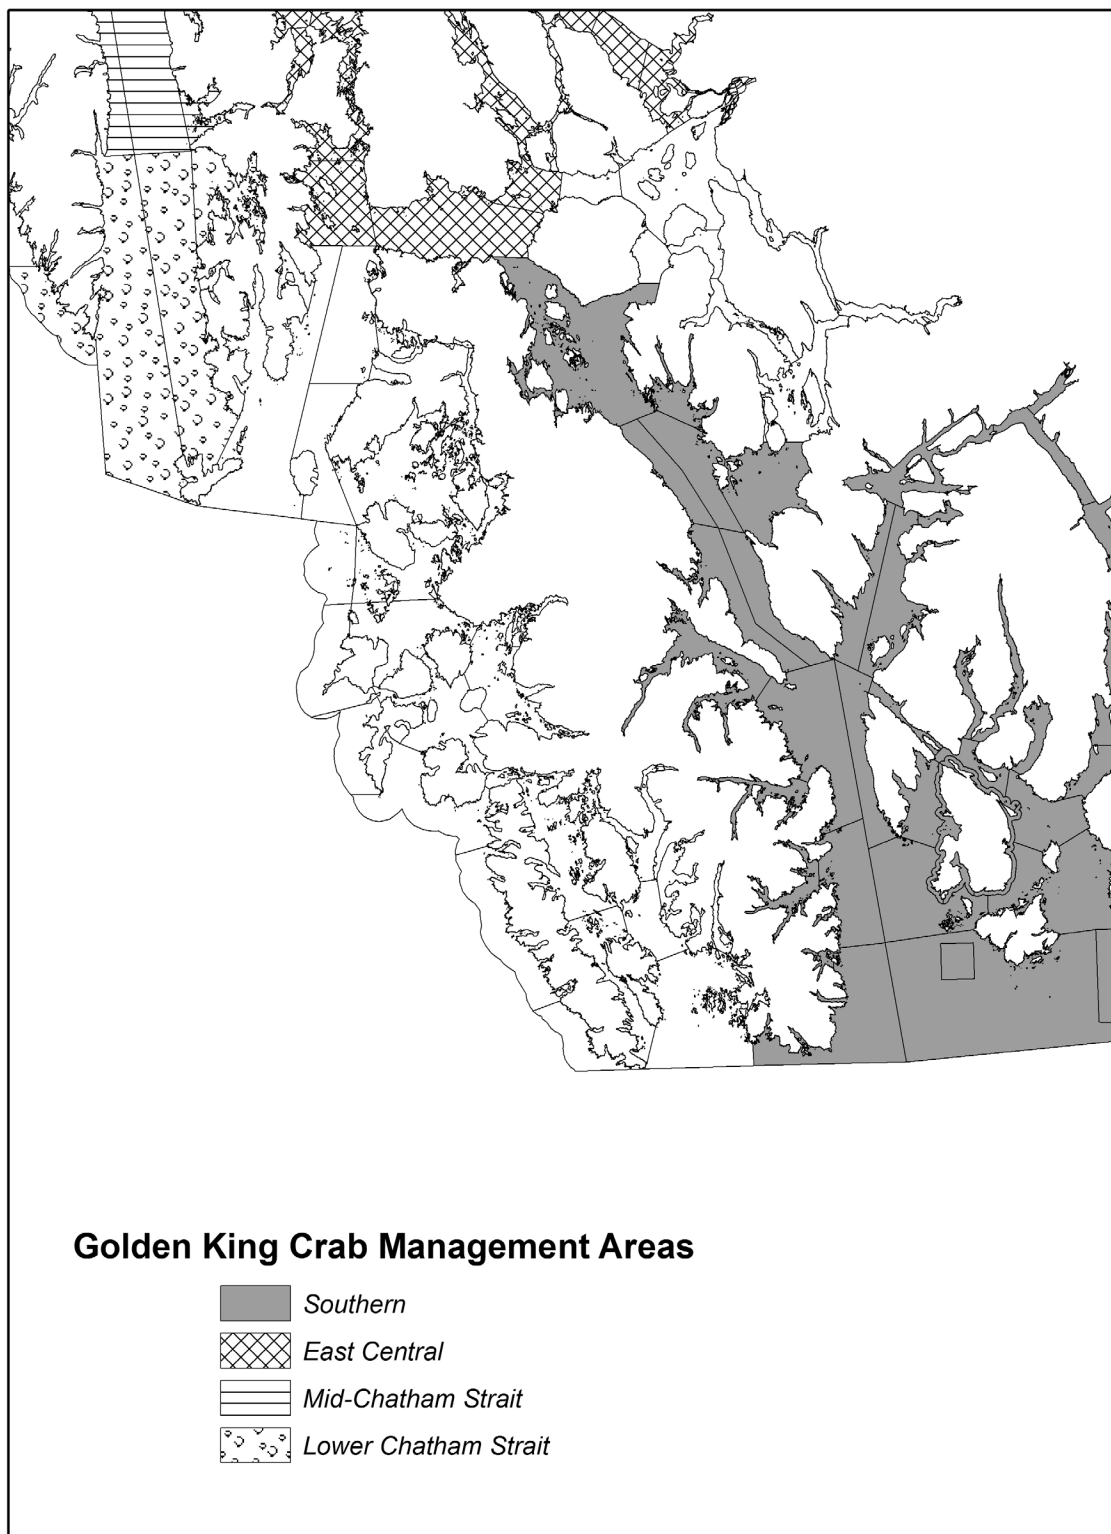 Golden King Crab Management Areas
Southern
East Central
Mid-Chatham Strait
Lower Chatham Strait